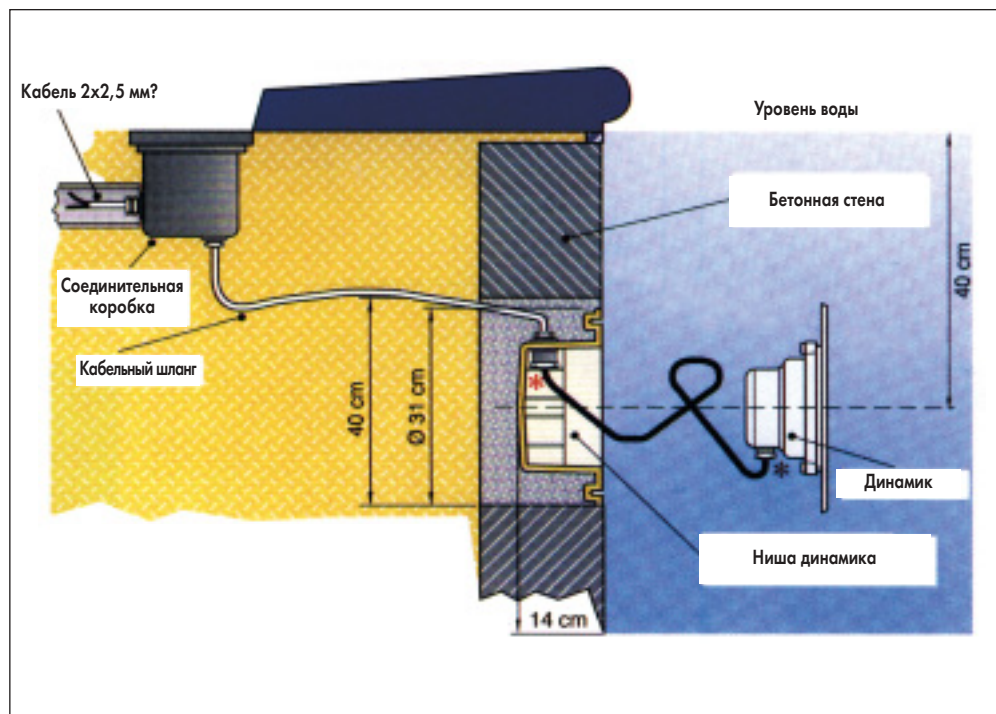 Кабель 2x2,5 мм?
Уровень воды
Бетонная стена
40 cm
Соединительная
коробка
Кабельный шланг
40 cm
Ø 31 cm
*
*
Динамик
Ниша динамика
14 cm